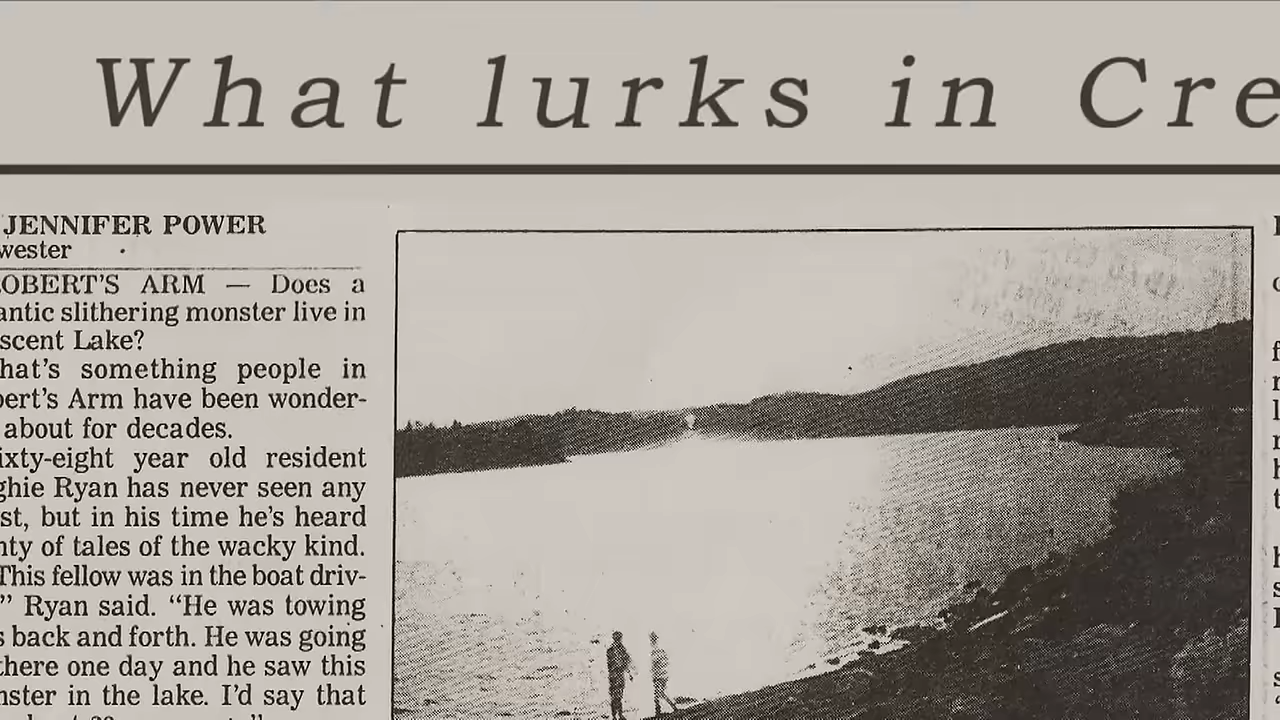 What lurks in Cre
JENNIFER POWER
wester
OBERT'S ARM — Does a
antic slithering monster live in
scent Lake?
hat's something people in
bert's Arm have been wonder-
about for decades.
ixty-eight year old resident
ghie Ryan has never seen any
st, but in his time he's heard
nty of tales of the wacky kind.
This fellow was in the boat driv-
" Ryan said. "He was towing
s back and forth. He was going
there one day and he saw this
nster in the lake. I'd say that